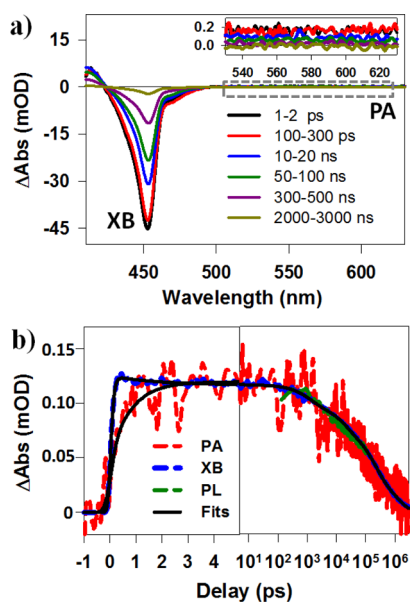 a)
0.2
0.0
540 560 580 600 620
15
0
-15
-30
-45
ΔAbs (mOD)
PA
XB
1-2 ps
100-300 ps
10-20 ns
50-100 ns
300-500 ns
2000-3000 ns
450 500 550 600
Wavelength (nm)
b)
0.15
0.10
0.05
0
ΔAbs (mOD)
PA
XB
PL
Fits
-1 0 1 2 3 4 10¹ 10² 10³ 10⁴ 10⁵ 10⁶
Delay (ps)